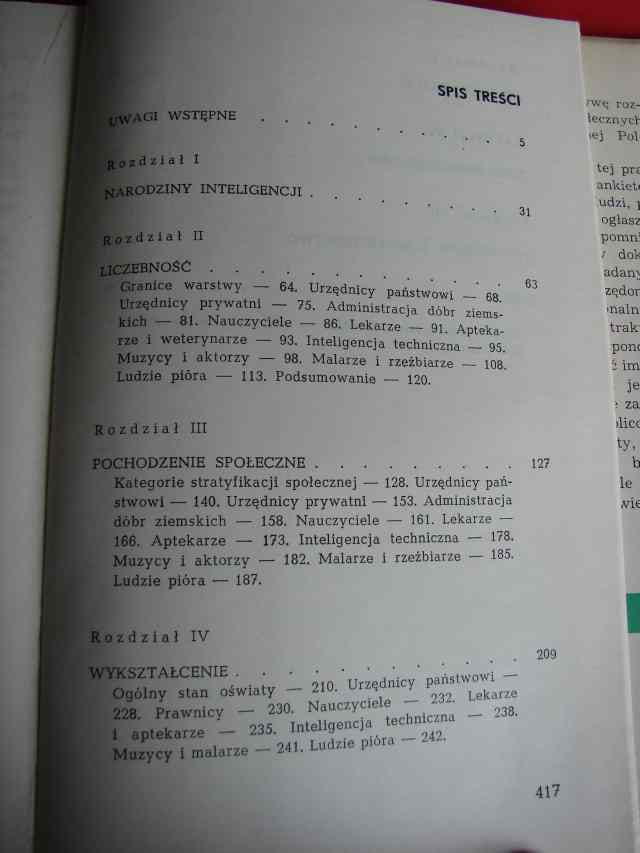 SPIS TREŚCI
UWAGI WSTĘPNE . . . . . . . . . . . 5
Rozdział I
NARODZINY INTELIGENCJI . . . . . . . . 31
Rozdział II
LICZEBNOŚĆ . . . . . . . . . . . . 63
Granice warstwy — 64. Urzędnicy państwowi — 68.
Urzędnicy prywatni — 75. Administracja dóbr ziems-
kich — 81. Nauczyciele — 86. Lekarze — 91. Apteka-
rze i weterynarze — 93. Inteligencja techniczna — 95.
Muzycy i aktorzy — 98. Malarze i rzeźbiarze — 108.
Ludzie pióra — 113. Podsumowanie — 120.
Rozdział III
POCHODZENIE SPOŁECZNE . . . . . . . . 127
Kategorie stratyfikacji społecznej — 128. Urzędnicy pań-
stwowi — 140. Urzędnicy prywatni — 153. Administracja
dóbr ziemskich — 158. Nauczyciele — 161. Lekarze —
166. Aptekarze — 173. Inteligencja techniczna — 178.
Muzycy i aktorzy — 182. Malarze i rzeźbiarze — 185.
Ludzie pióra — 187.
Rozdział IV
WYKSZTAŁCENIE . . . . . . . . . . . 209
Ogólny stan oświaty — 210. Urzędnicy państwowi —
228. Prawnicy — 230. Nauczyciele — 232. Lekarze
i aptekarze — 235. Inteligencja techniczna — 238.
Muzycy i malarze — 241. Ludzie pióra — 242.
417